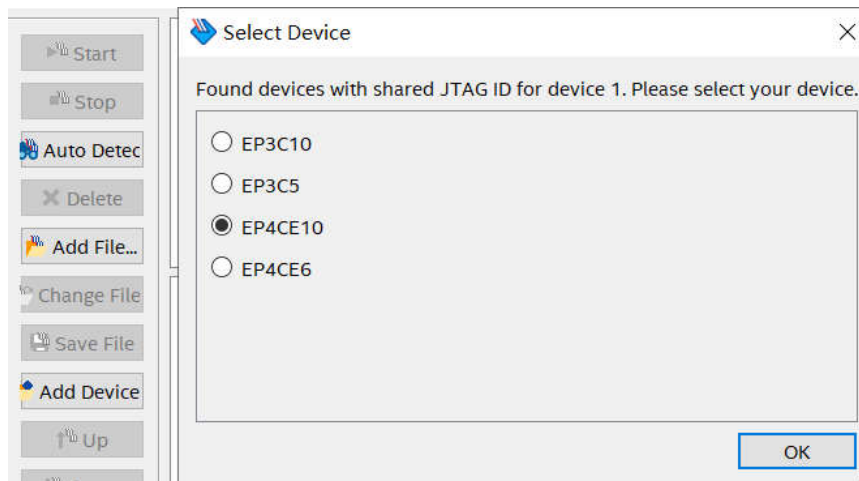 Start
Stop
Auto Detec
Delete
Add File...
Change File
Save File
Add Device
Up
Select Device
Found devices with shared JTAG ID for device 1. Please select your device.
EP3C10
EP3C5
EP4CE10
EP4CE6
OK